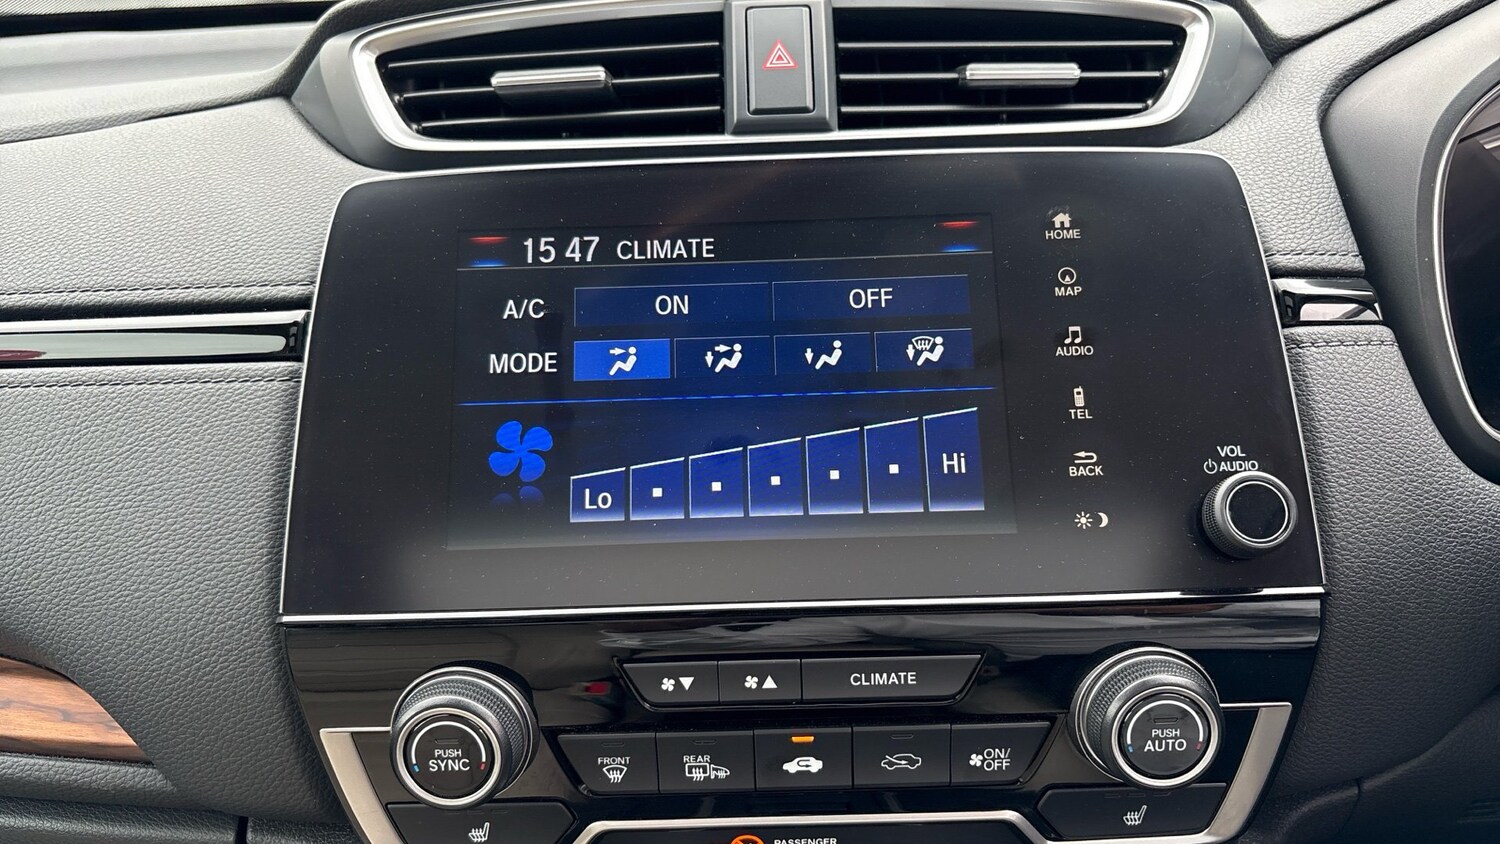 15 47 CLIMATE
A/C ON OFF
MODE
Lo Hi
HOME
MAP
AUDIO
TEL
BACK
VOL
AUDIO
CLIMATE
PUSH
SYNC
FRONT
REAR
ON/
OFF
PUSH
AUTO
PASSENGER